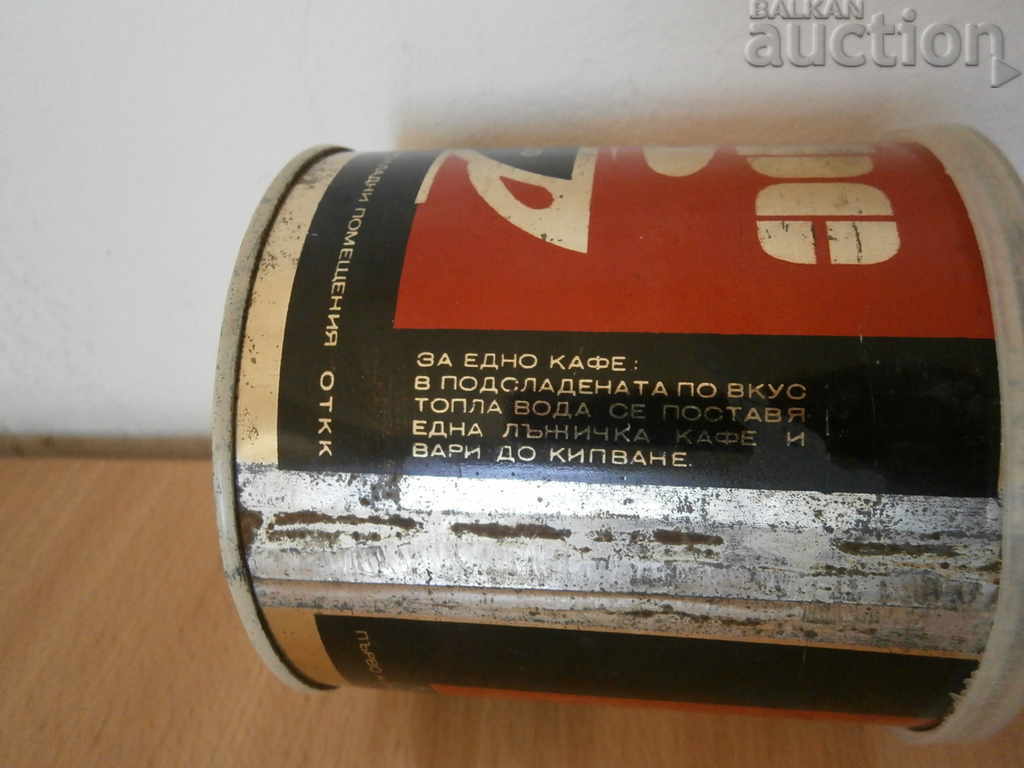 BALKAN
auction
ЗА ЕДНО КАФЕ:
В ПОДСЛАДЕНАТА ПО ВКУС
ТОПЛА ВОДА СЕ ПОСТАВЯ
ЕДНА ЛЪЖИЧКА КАФЕ И
ВАРИ ДО КИПВАНЕ.
ПОМЕЩЕНИЯ ОТКК